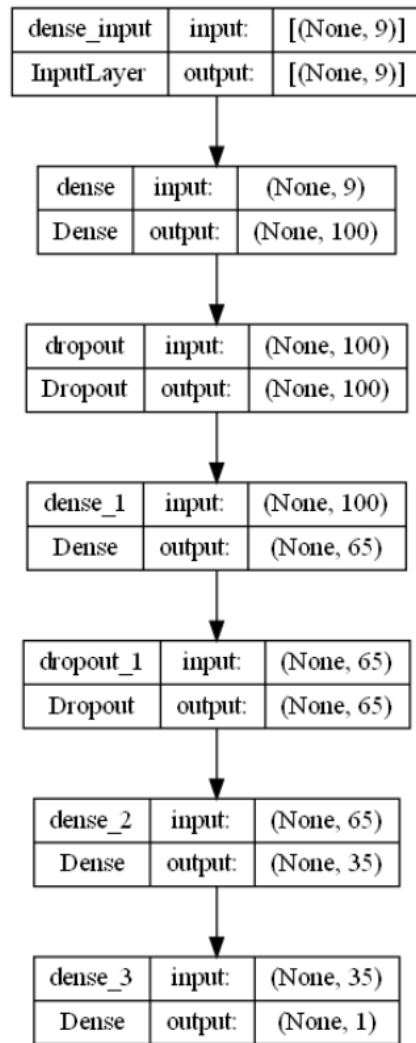 dense_input input: [(None, 9)]
InputLayer output: [(None, 9)]
dense input: (None, 9)
Dense output: (None, 100)
dropout input: (None, 100)
Dropout output: (None, 100)
dense_1 input: (None, 100)
Dense output: (None, 65)
dropout_1 input: (None, 65)
Dropout output: (None, 65)
dense_2 input: (None, 65)
Dense output: (None, 35)
dense_3 input: (None, 35)
Dense output: (None, 1)